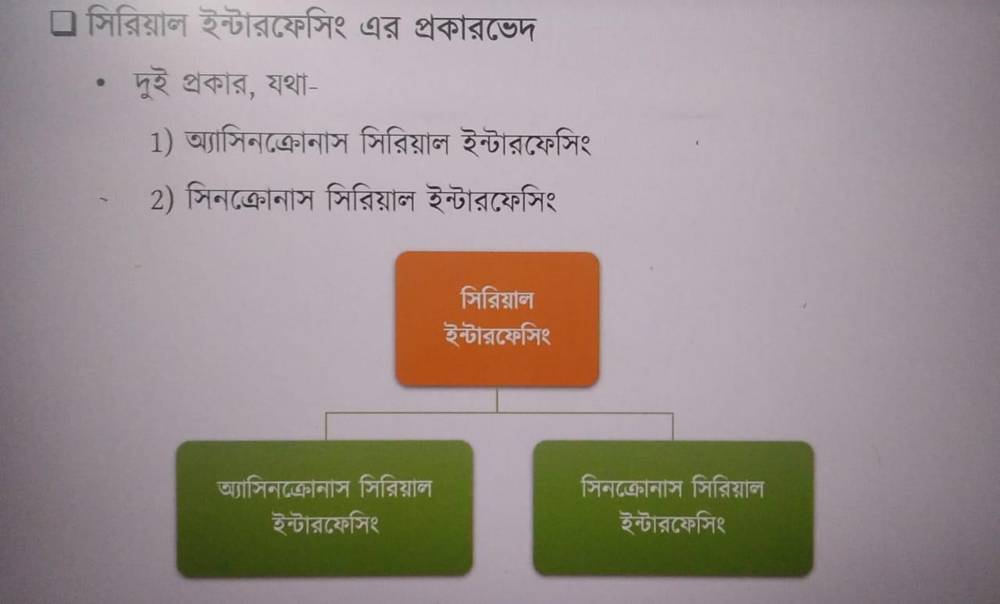 সিরিয়াল ইন্টারফেসিং এর প্রকারভেদ
• দুই প্রকার, যথা-
1) অ্যাসিনক্রোনাস সিরিয়াল ইন্টারফেসিং
2) সিনক্রোনাস সিরিয়াল ইন্টারফেসিং
সিরিয়াল
ইন্টারফেসিং
অ্যাসিনক্রোনাস সিরিয়াল
ইন্টারফেসিং
সিনক্রোনাস সিরিয়াল
ইন্টারফেসিং